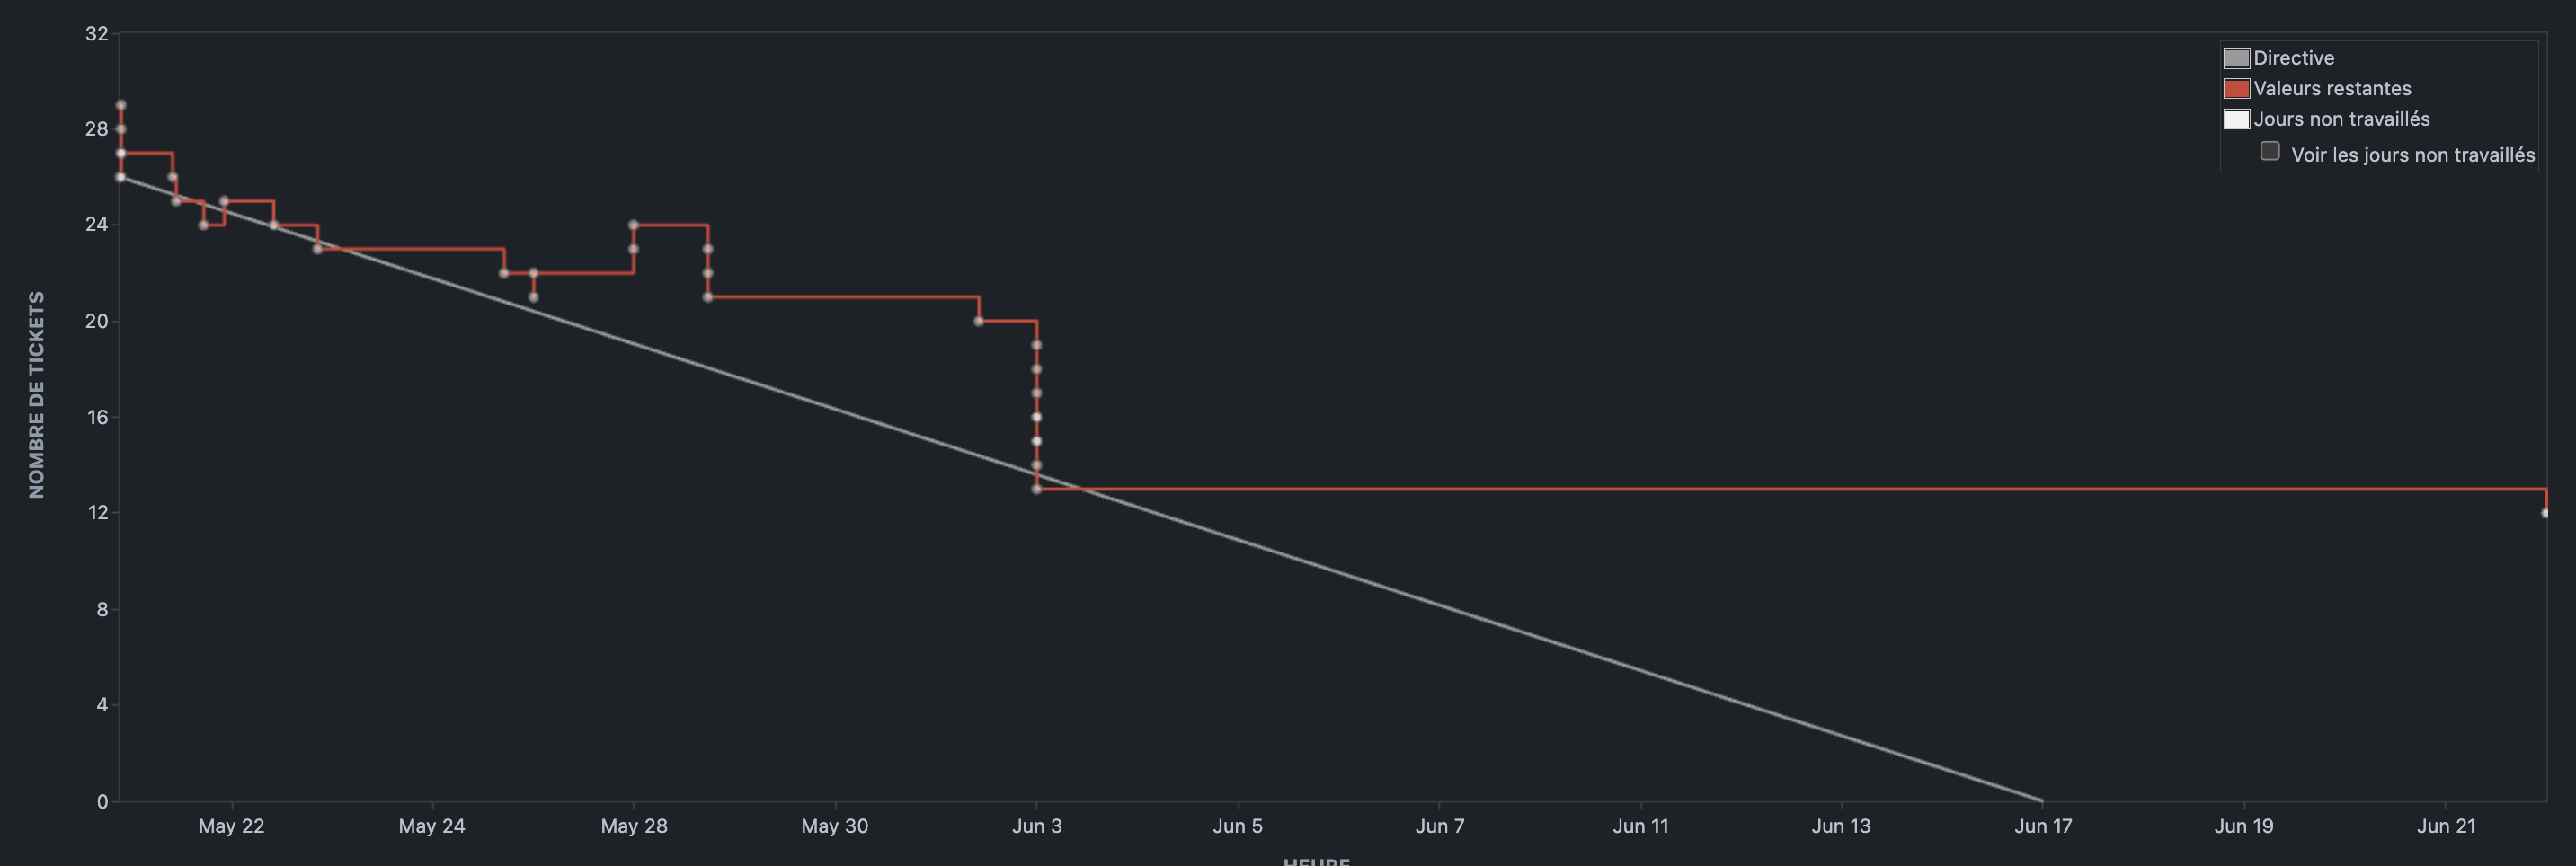 32
28
24
20
16
12
8
4
0
NOMBRE DE TICKETS
Directive
Valeurs restantes
Jours non travaillés
Voir les jours non travaillés
May 22
May 24
May 28
May 30
Jun 3
Jun 5
Jun 7
Jun 11
Jun 13
Jun 17
Jun 19
Jun 21
HEURE